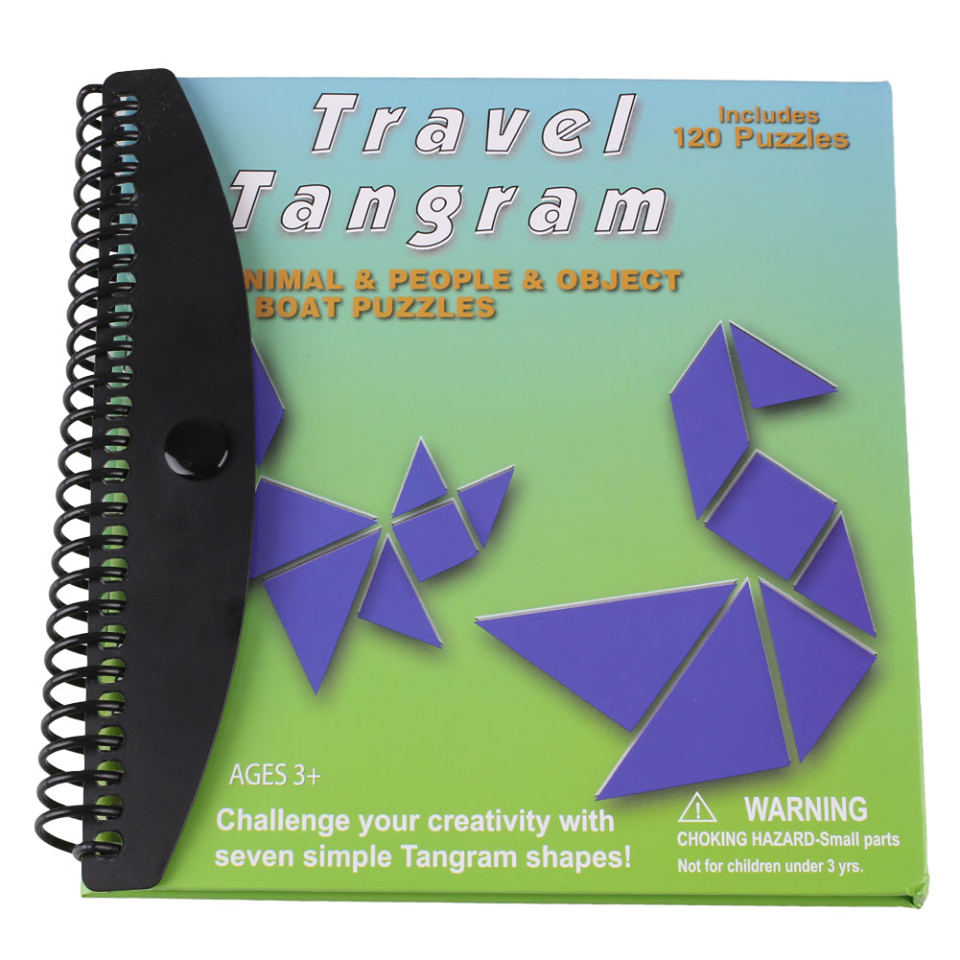 Travel
Tangram
Includes
120 Puzzles
NIMAL & PEOPLE & OBJECT
BOAT PUZZLES
AGES 3+
Challenge your creativity with
seven simple Tangram shapes!
WARNING
CHOKING HAZARD-Small parts
Not for children under 3 yrs.